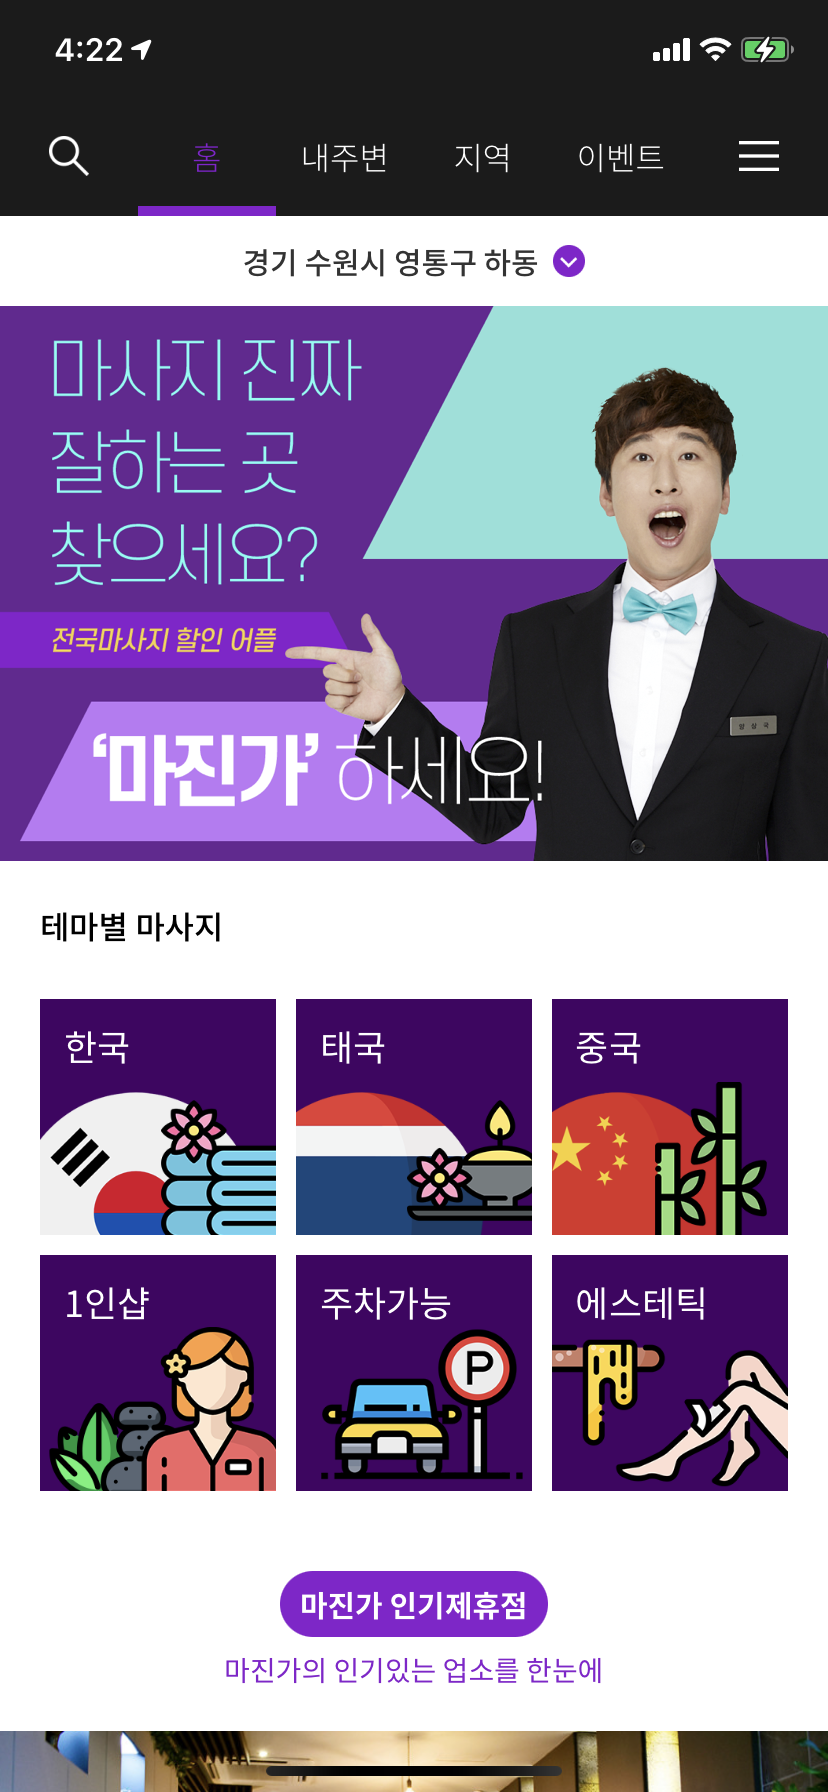 4:22
홈 내주변 지역 이벤트
경기 수원시 영통구 하동
마사지 진짜
잘하는 곳
찾으세요?
전국마사지 할인 어플
‘마진가’ 하세요!
테마별 마사지
한국 태국 중국
1인샵 주차가능 에스테틱
P
마진가 인기제휴점
마진가의 인기있는 업소를 한눈에